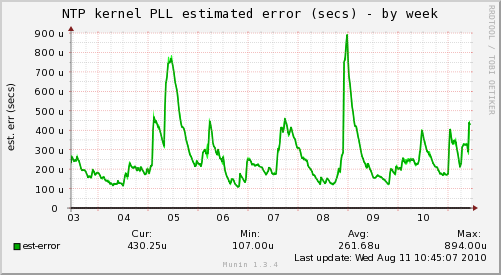 NTP kernel PLL estimated error (secs) - by week
RRDTOOL / TOBI OETIKER
est. err (secs)
900 u
800 u
700 u
600 u
500 u
400 u
300 u
200 u
100 u
0
03 04 05 06 07 08 09 10
Cur: Min: Avg: Max:
est-error 430.25u 107.00u 261.68u 894.00u
Last update: Wed Aug 11 10:45:07 2010
Munin 1.3.4